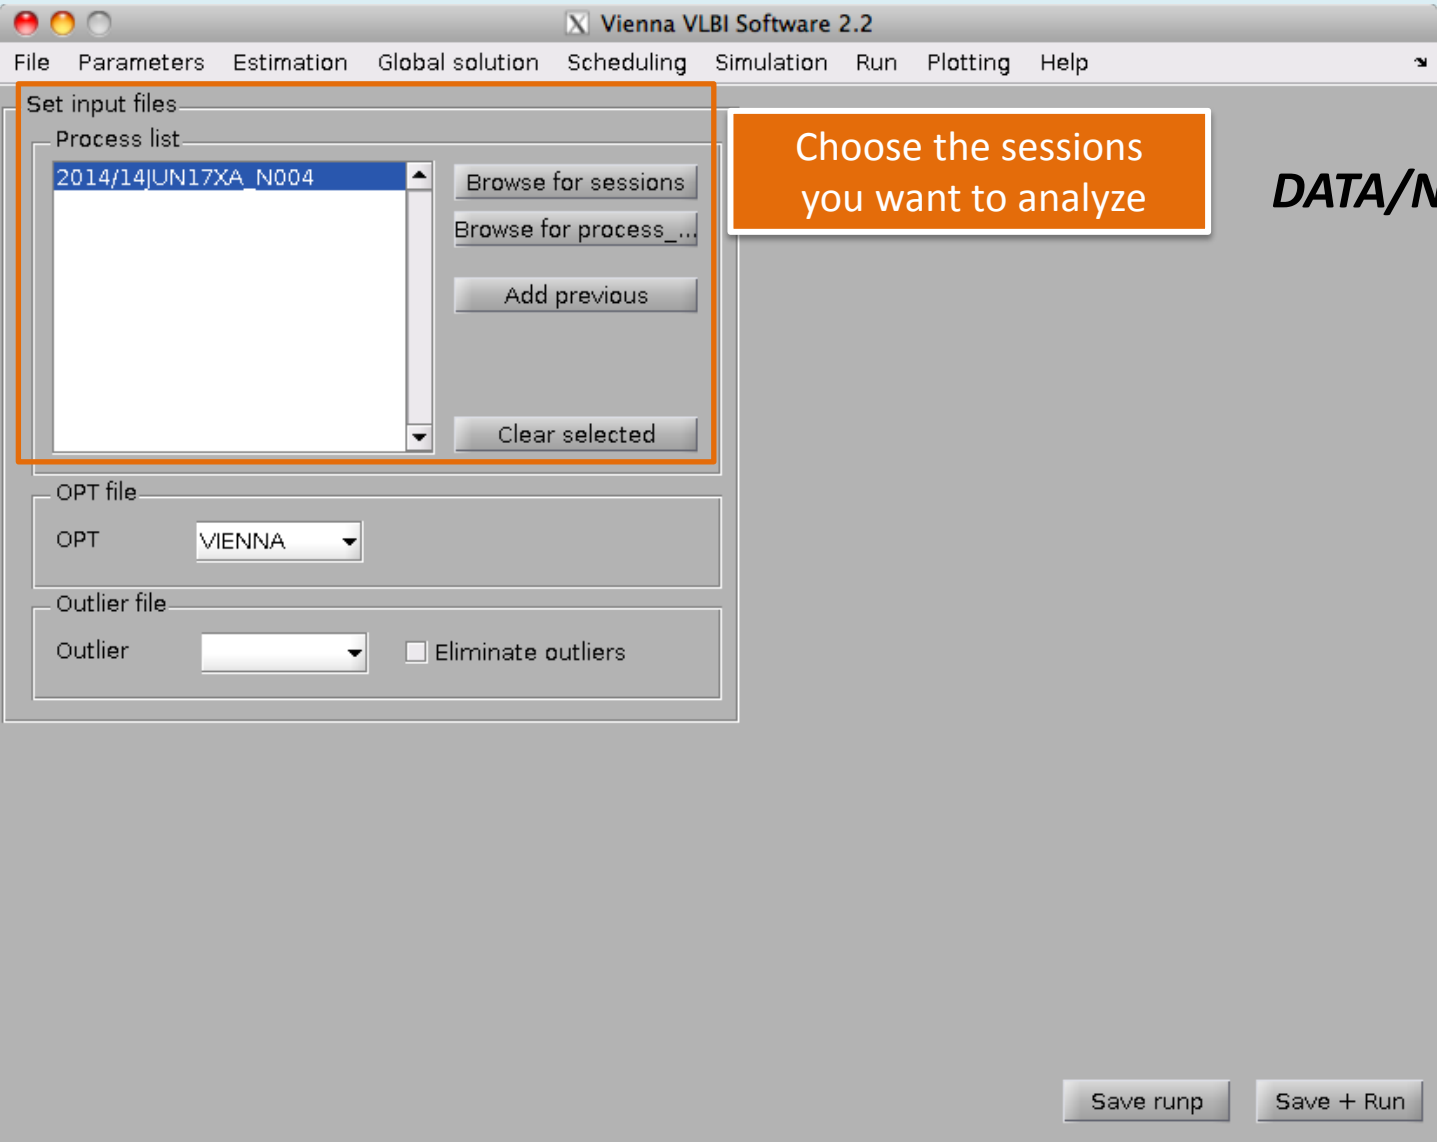 Vienna VLBI Software 2.2
File Parameters Estimation Global solution Scheduling Simulation Run Plotting Help
Set input files
Process list
2014/14JUN17XA_N004
Browse for sessions
Browse for process_...
Add previous
Clear selected
Choose the sessions
you want to analyze
DATA/N
OPT file
OPT VIENNA
Outlier file
Outlier Eliminate outliers
Save runp Save + Run